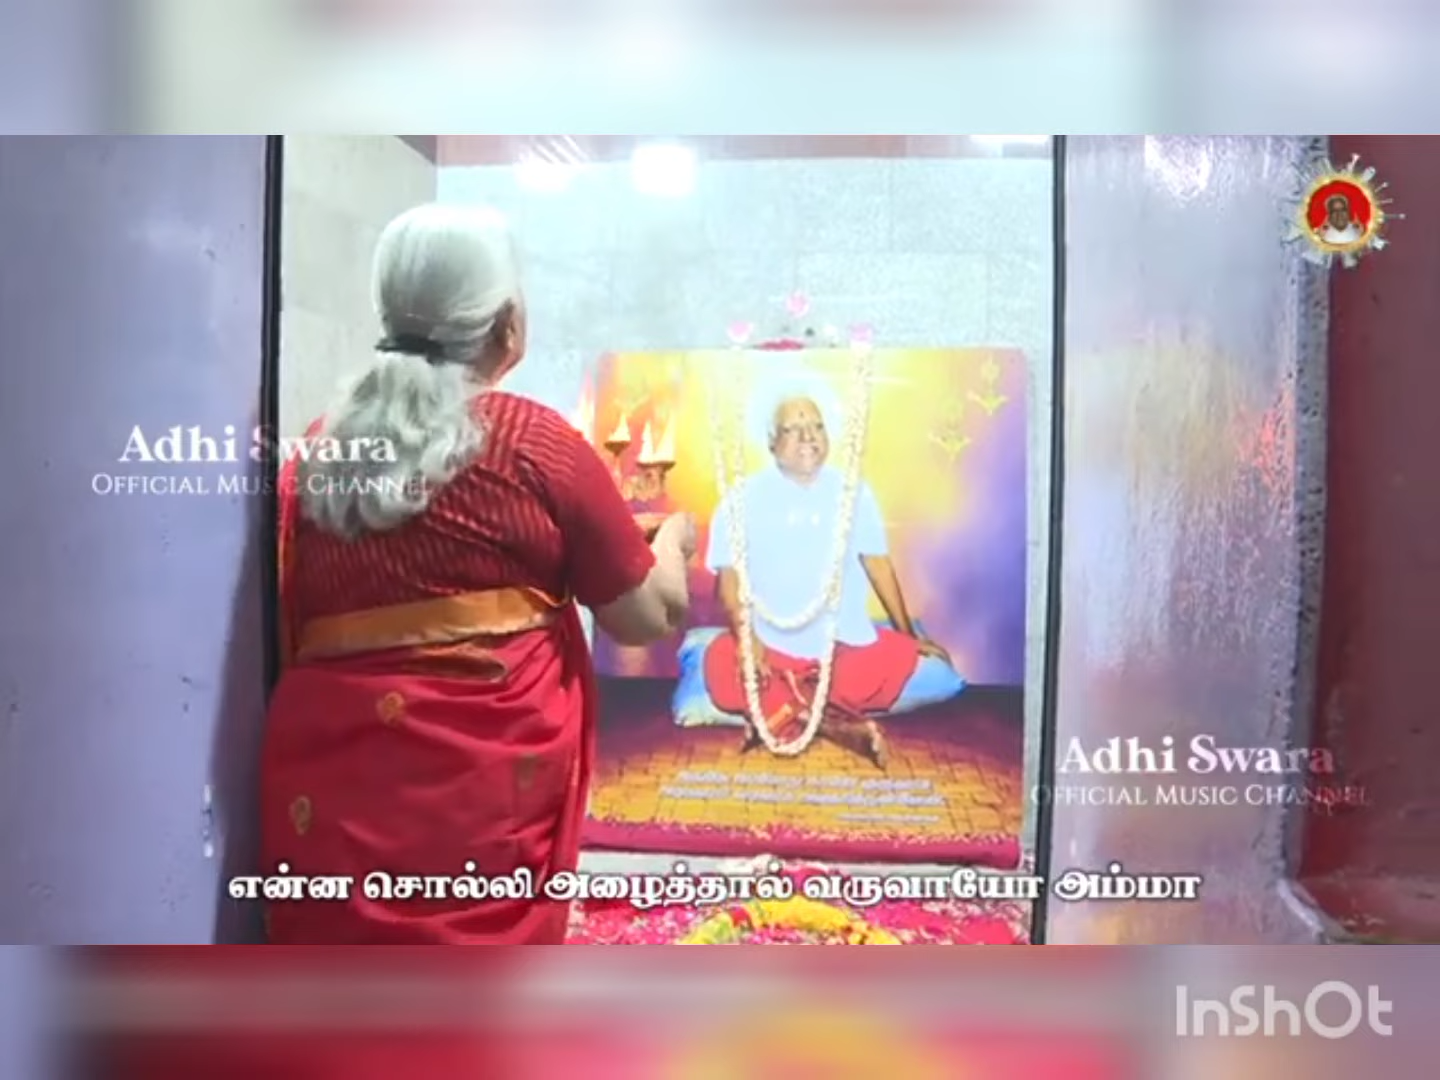 Adhi Swara
OFFICIAL MUSIC CHANNEL
Adhi Swara
OFFICIAL MUSIC CHANNEL
என்ன சொல்லி அழைத்தால் வருவாயோ அம்மா
InShOt